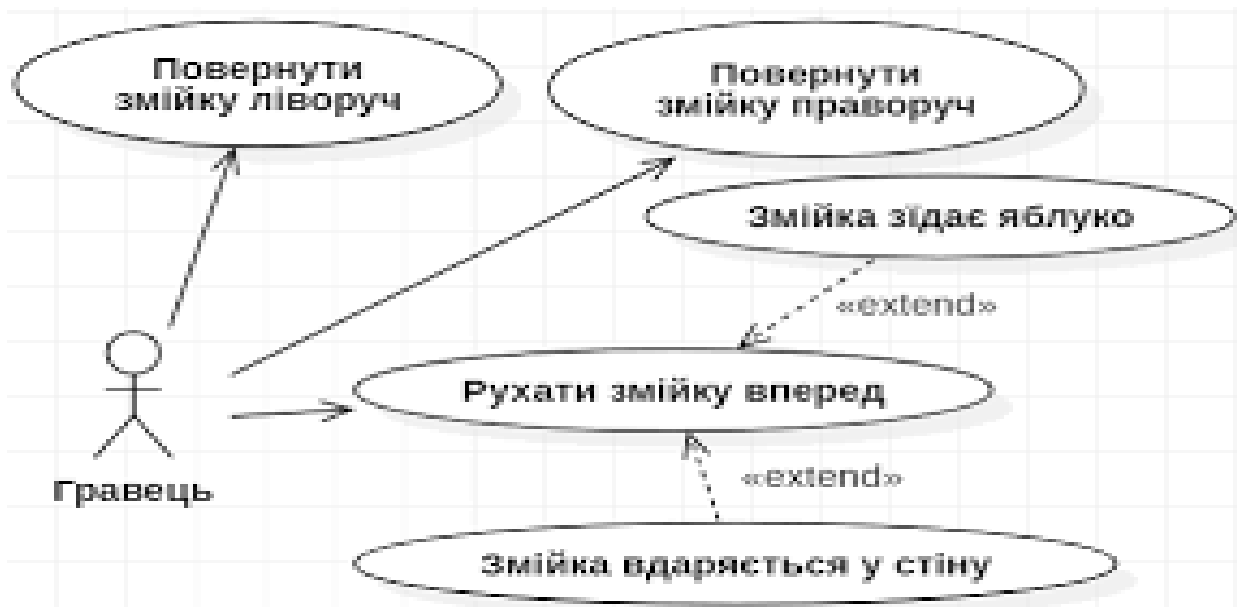 Повернути
змійку ліворуч
Повернути
змійку праворуч
Змійка зїдає яблуко
«extend»
Рухати змійку вперед
«extend»
Гравець
Змійка вдаряється у стіну